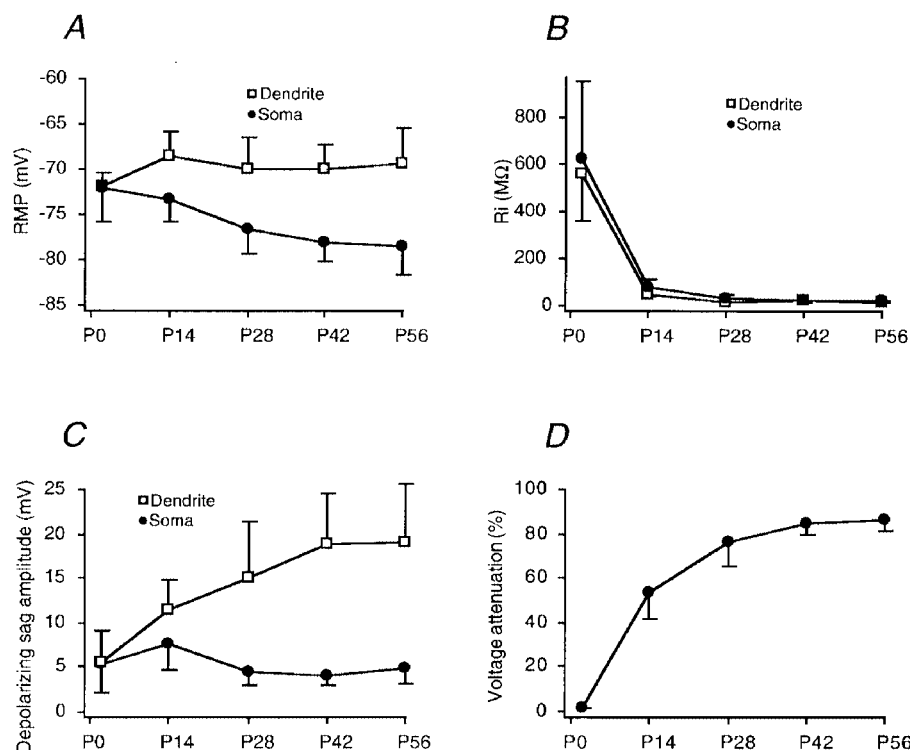 A
RMP (mV)
-60
-65
-70
-75
-80
-85
Dendrite
Soma
P0 P14 P28 P42 P56
B
Ri (MΩ)
800
600
400
200
0
Dendrite
Soma
P0 P14 P28 P42 P56
C
Depolarizing sag amplitude (mV)
25
20
15
10
5
0
Dendrite
Soma
P0 P14 P28 P42 P56
D
Voltage attenuation (%)
100
80
60
40
20
0
P0 P14 P28 P42 P56